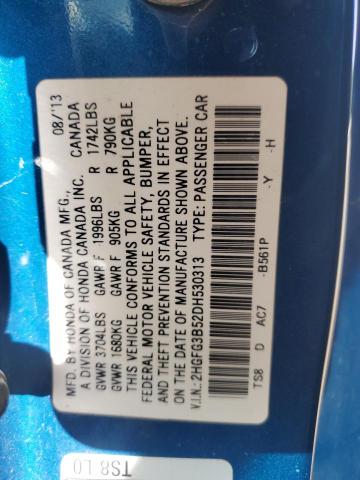 MFD. BY HONDA OF CANADA MFG., 08/'13
A DIVISION OF HONDA CANADA INC. CANADA
GVWR 3704LBS GAWR F 1996LBS R 1742LBS
GVWR 1680KG GAWR F 905KG R 790KG
THIS VEHICLE CONFORMS TO ALL APPLICABLE
FEDERAL MOTOR VEHICLE SAFETY, BUMPER,
AND THEFT PREVENTION STANDARDS IN EFFECT
ON THE DATE OF MANUFACTURE SHOWN ABOVE.
V.I.N.: 2HGFG3B52DH530313 TYPE: PASSENGER CAR
TS8 D AC7 -B561P -Y -H
TS8 L0